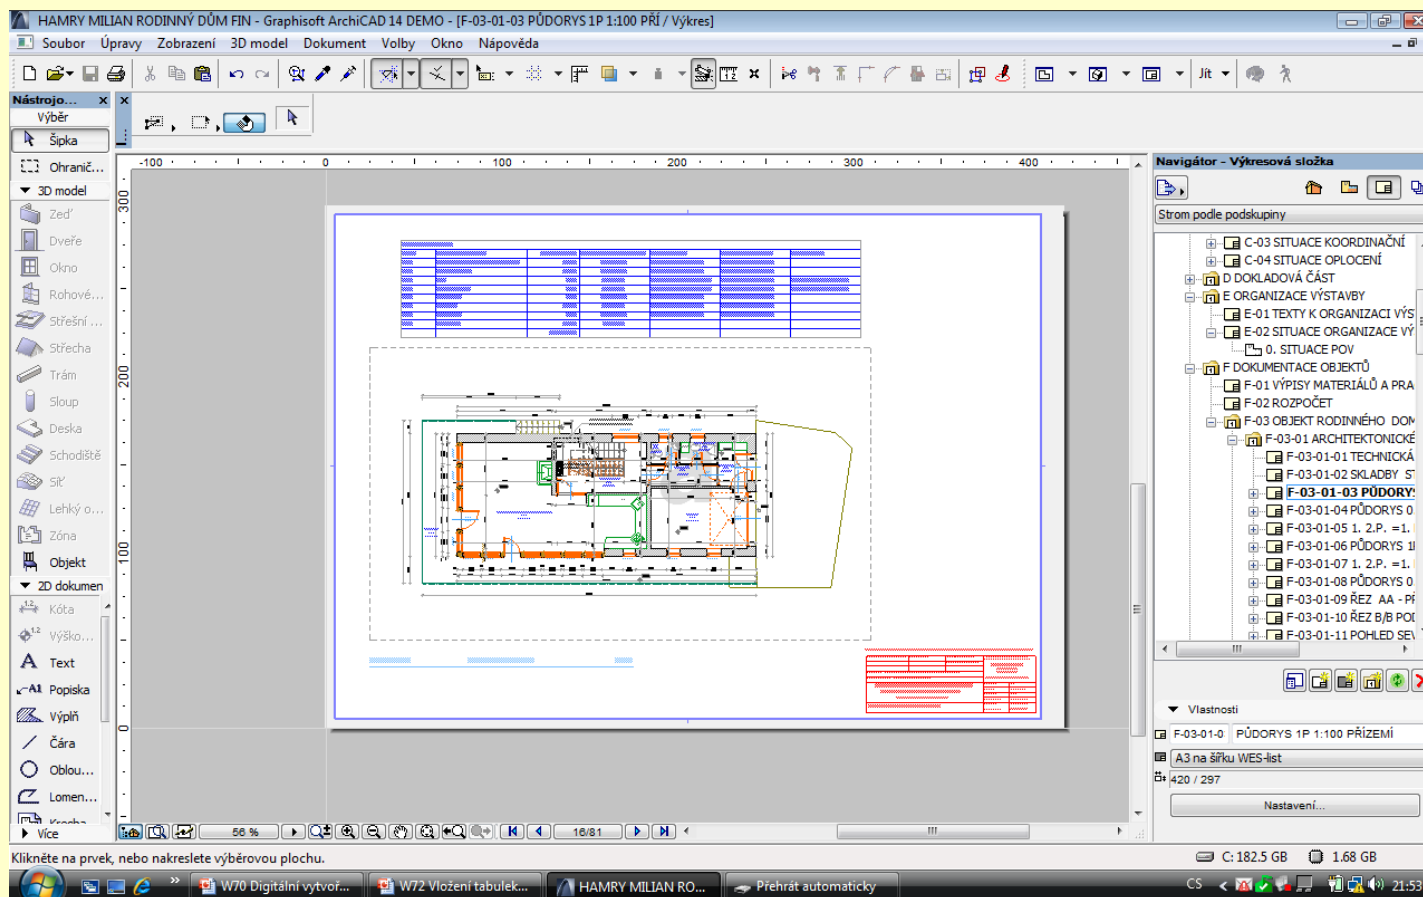 HAMRY MILIAN RODINNÝ DŮM FIN - Graphisoft ArchiCAD 14 DEMO - [F-03-01-03 PŮDORYS 1P 1:100 PŘÍ / Výkres]
Soubor Úpravy Zobrazení 3D model Dokument Volby Okno Nápověda
Jít
Nástrojo...
Výběr
Šipka
Ohranič...
3D model
Zeď
Dveře
Okno
Rohové...
Střešní ...
Střecha
Trám
Sloup
Deska
Schodiště
Síť
Lehký o...
Zóna
Objekt
2D dokumen
Kóta
Výško...
Text
Popiska
Výplň
Čára
Oblou...
Lomen...
Více
-100 0 100 200 300 400
300
200
100
0
56 %
16/81
Navigátor - Výkresová složka
Strom podle podskupiny
C-03 SITUACE KOORDINAČNÍ
C-04 SITUACE OPLOCENÍ
D DOKLADOVÁ ČÁST
E ORGANIZACE VÝSTAVBY
E-01 TEXTY K ORGANIZACI VÝS
E-02 SITUACE ORGANIZACE VÝ
0. SITUACE POV
F DOKUMENTACE OBJEKTŮ
F-01 VÝPISY MATERIÁLŮ A PRA
F-02 ROZPOČET
F-03 OBJEKT RODINNÉHO DOM
F-03-01 ARCHITEKTONICKÉ
F-03-01-01 TECHNICKÁ
F-03-01-02 SKLADBY ST
F-03-01-03 PŮDORYS
F-03-01-04 PŮDORYS 0
F-03-01-05 1. 2.P. =1.
F-03-01-06 PŮDORYS 1
F-03-01-07 1. 2.P. =1.
F-03-01-08 PŮDORYS 0
F-03-01-09 ŘEZ AA - PŘ
F-03-01-10 ŘEZ B/B POD
F-03-01-11 POHLED SEV
Vlastnosti
F-03-01-0 PŮDORYS 1P 1:100 PŘÍZEMÍ
A3 na šířku WES-list
420 / 297
Nastavení...
Klikněte na prvek, nebo nakreslete výběrovou plochu.
C: 182.5 GB 1.68 GB
W70 Digitální vytvoř... W72 Vložení tabulek... HAMRY MILIAN RO... Přehrát automaticky
CS 21:53